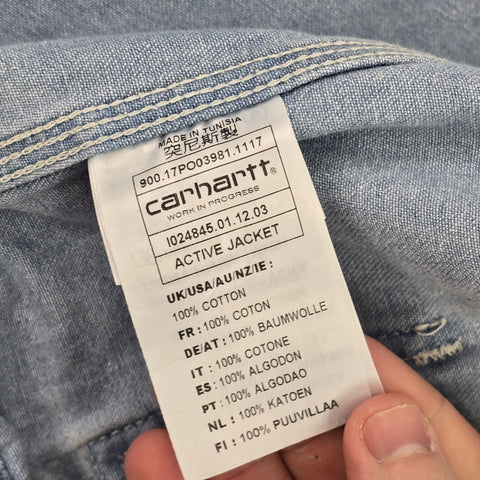 MADE IN TUNISIA
突尼斯製
900.17PO03981.1117
carhartt®
WORK IN PROGRESS
I024845.01.12.03
ACTIVE JACKET
UK/USA/AU/NZ/IE :
100% COTTON
FR : 100% COTON
DE/AT : 100% BAUMWOLLE
IT : 100% COTONE
ES : 100% ALGODON
PT : 100% ALGODAO
NL : 100% KATOEN
FI : 100% PUUVILLAA